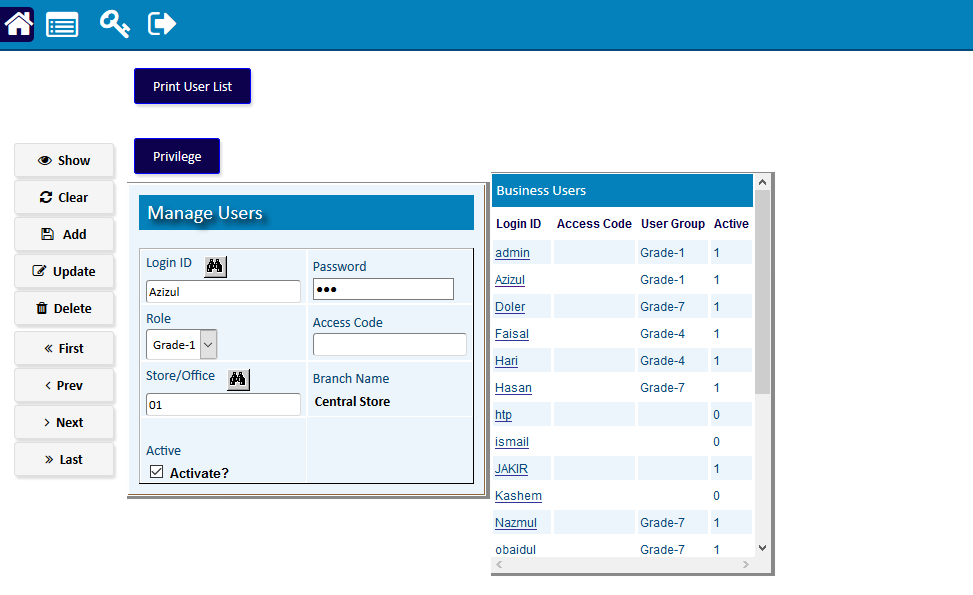 Print User List
Privilege
Show
Clear
Add
Update
Delete
« First
‹ Prev
› Next
» Last
Manage Users
Login ID
Password
Azizul
•••
Role
Access Code
Grade-1
Store/Office
Branch Name
01
Central Store
Active
Activate?
Business Users
Login ID Access Code User Group Active
admin Grade-1 1
Azizul Grade-1 1
Doler Grade-7 1
Faisal Grade-4 1
Hari Grade-4 1
Hasan Grade-7 1
htp 0
ismail 0
JAKIR 1
Kashem 0
Nazmul Grade-7 1
obaidul Grade-7 1